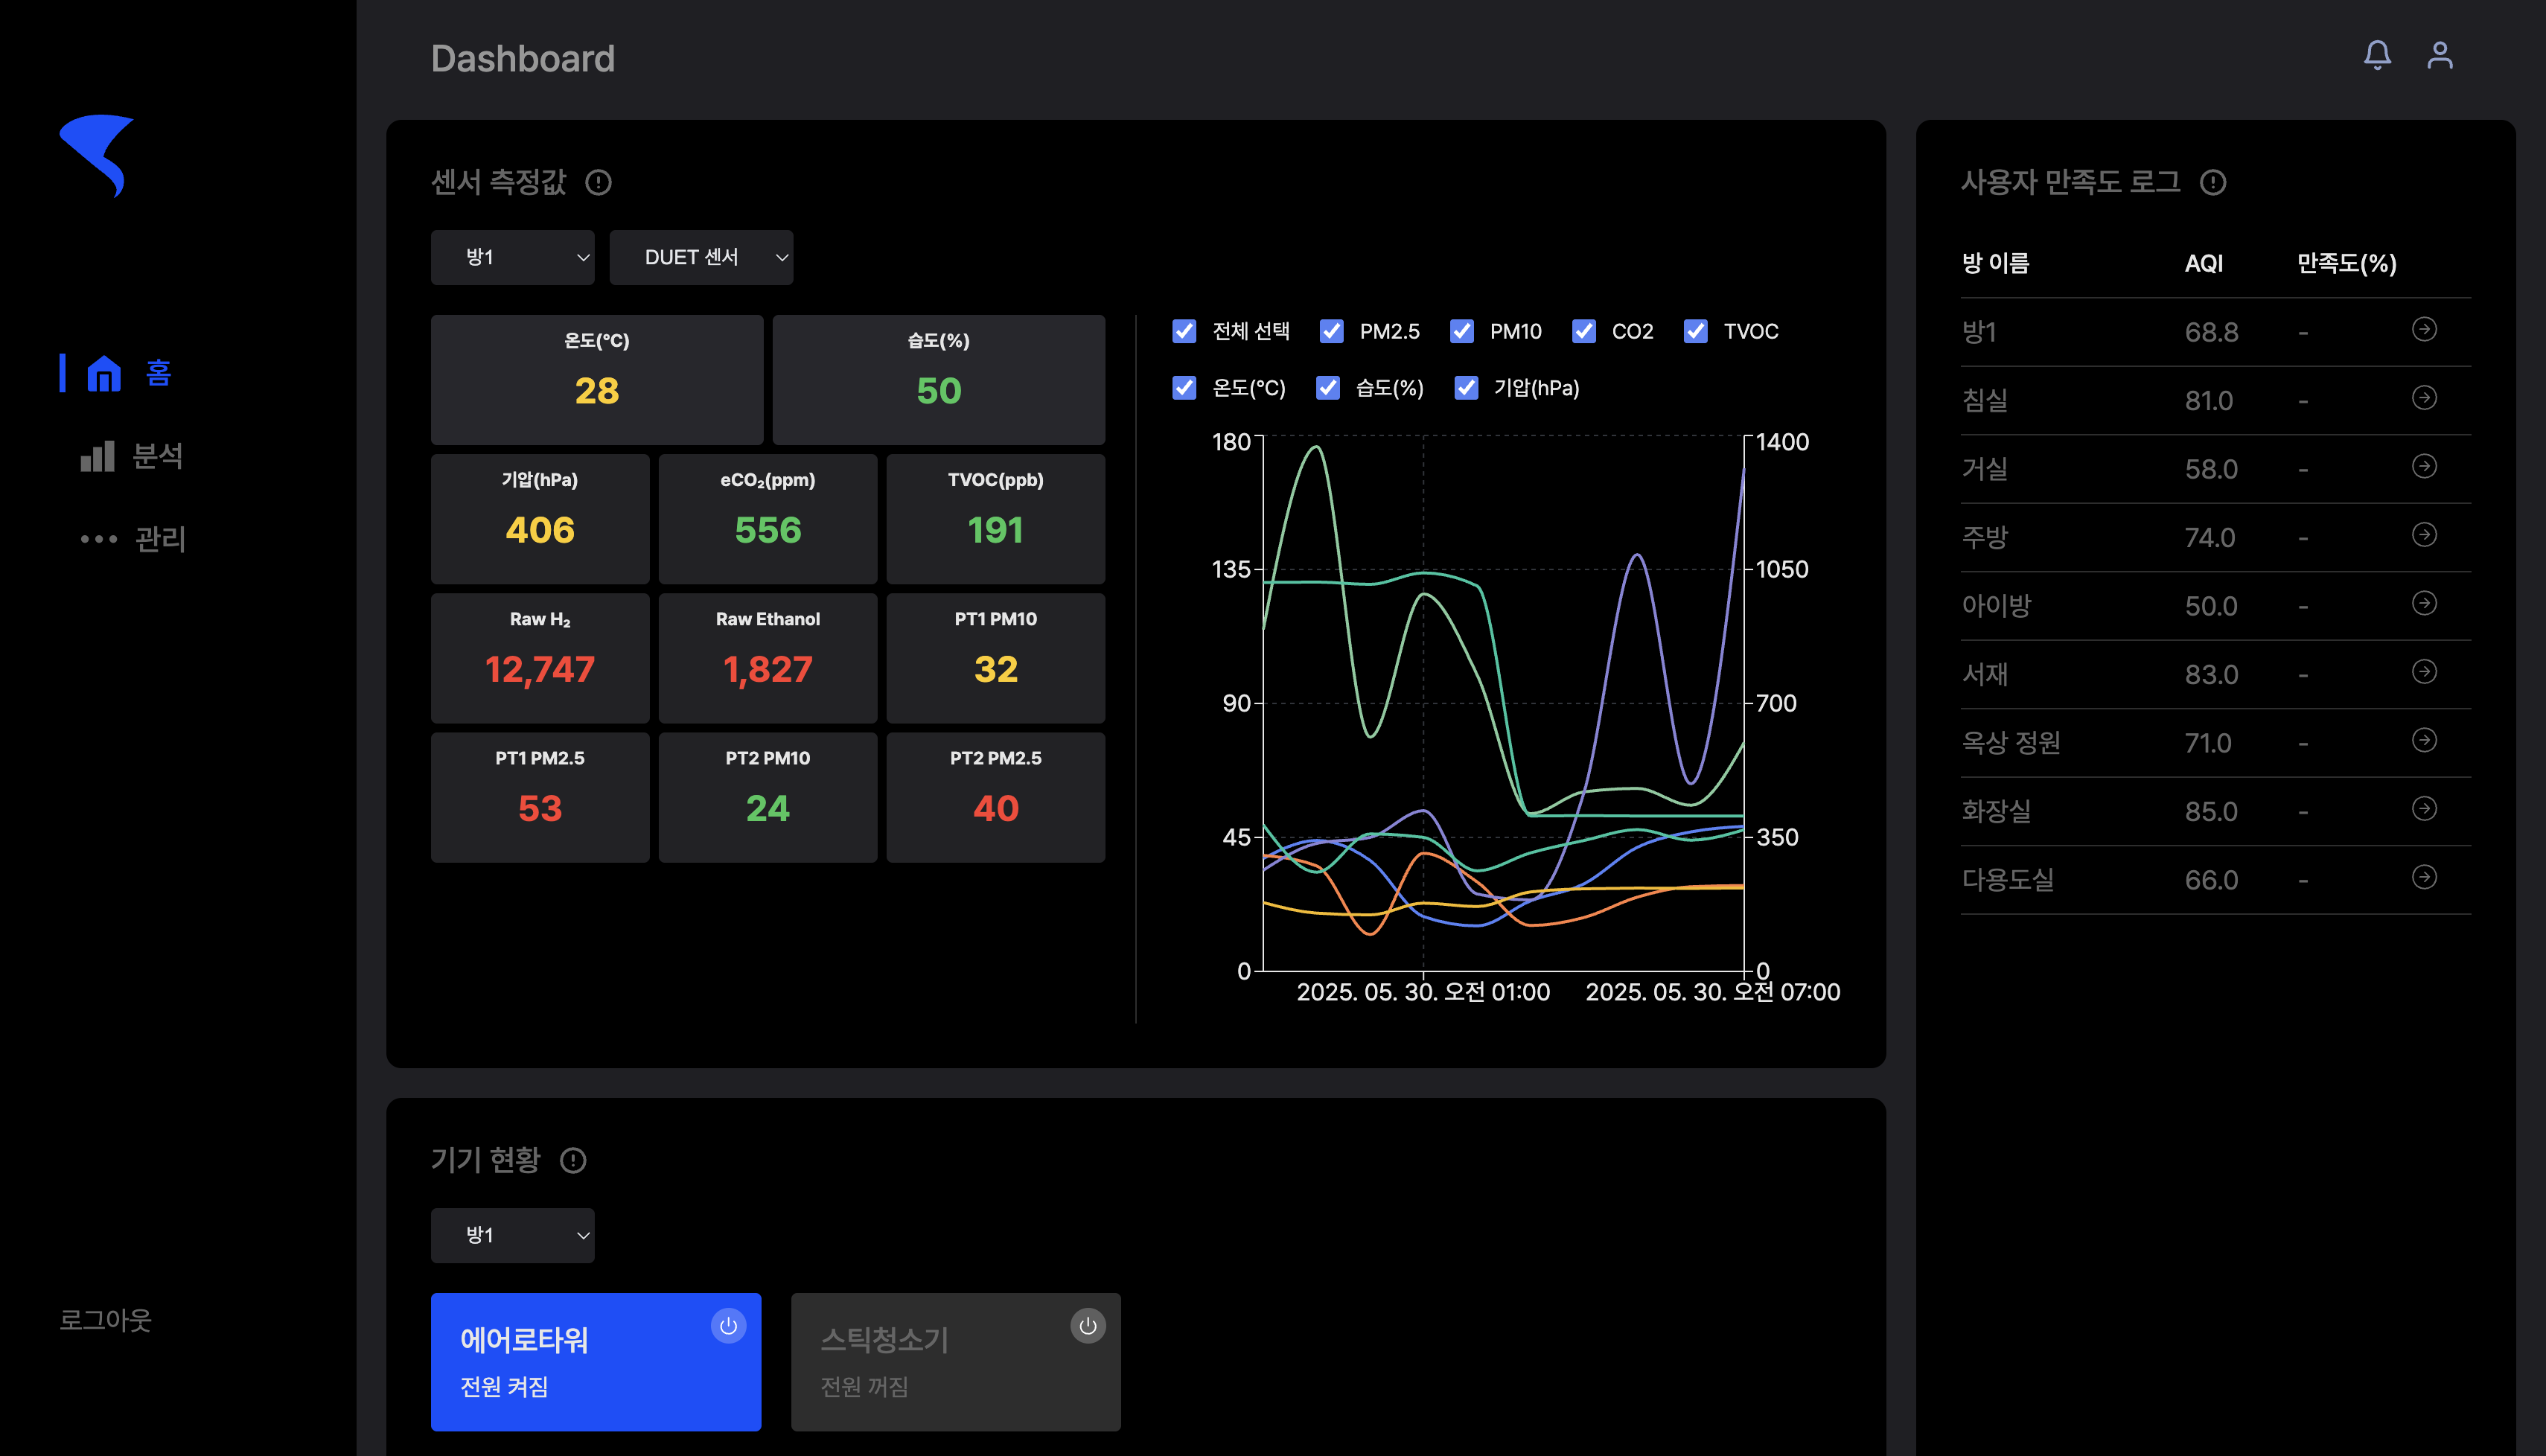 Dashboard
홈
분석
관리
로그아웃
센서 측정값
방1
DUET 센서
온도(°C)
28
습도(%)
50
기압(hPa)
406
eCO₂(ppm)
556
TVOC(ppb)
191
Raw H₂
12,747
Raw Ethanol
1,827
PT1 PM10
32
PT1 PM2.5
53
PT2 PM10
24
PT2 PM2.5
40
전체 선택 PM2.5 PM10 CO2 TVOC
온도(°C) 습도(%) 기압(hPa)
180
135
90
45
0
1400
1050
700
350
0
2025. 05. 30. 오전 01:00
2025. 05. 30. 오전 07:00
기기 현황
방1
에어로타워
전원 켜짐
스틱청소기
전원 꺼짐
사용자 만족도 로그
방 이름 AQI 만족도(%)
방1 68.8 -
침실 81.0 -
거실 58.0 -
주방 74.0 -
아이방 50.0 -
서재 83.0 -
옥상 정원 71.0 -
화장실 85.0 -
다용도실 66.0 -